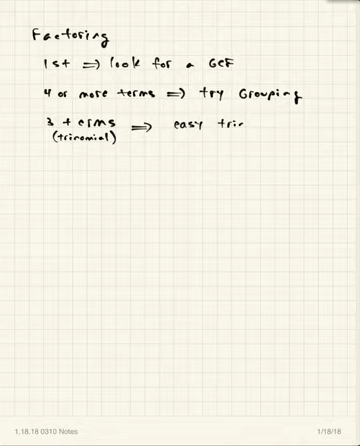 Factoring
1st => look for a GCF
4 or more terms => try Grouping
3 terms => easy tri
(trinomial)
1.18.18 0310 Notes
1/18/18